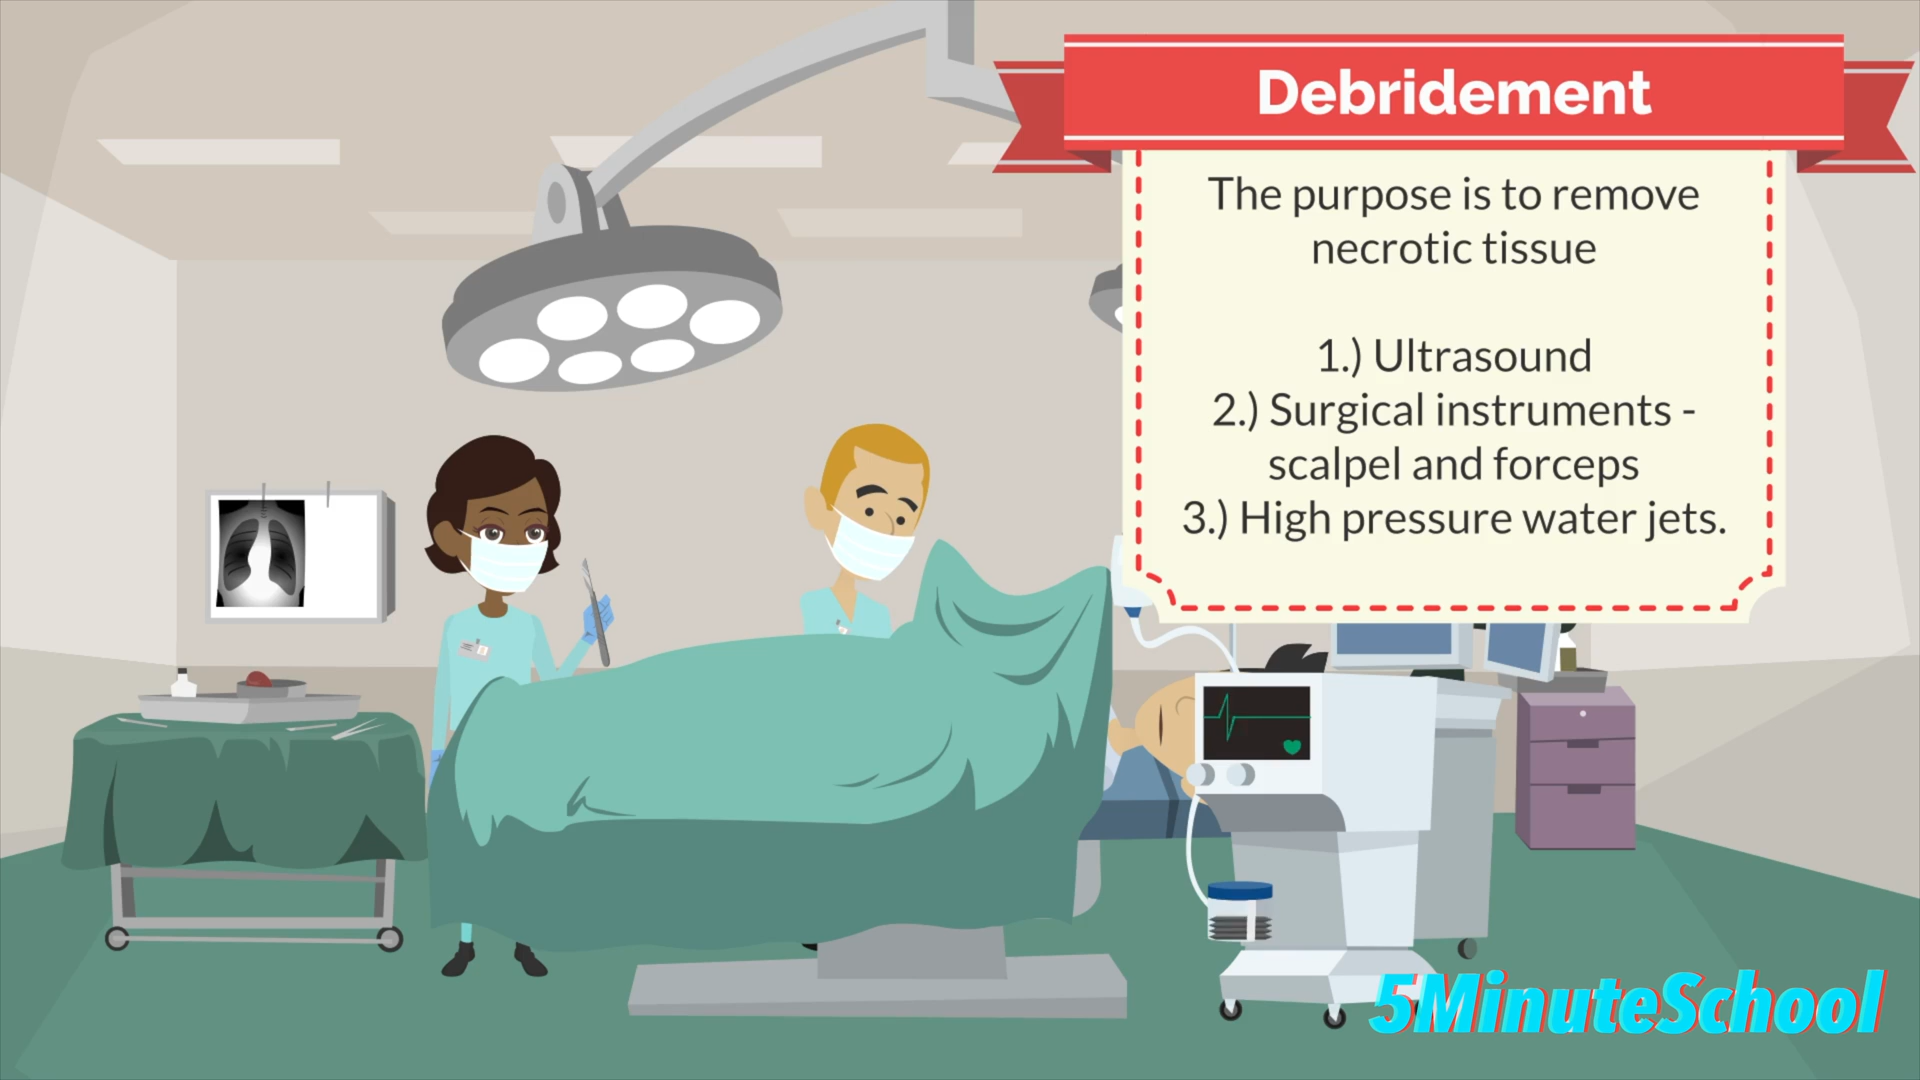 Debridement
The purpose is to remove
necrotic tissue
1.) Ultrasound
2.) Surgical instruments -
scalpel and forceps
3.) High pressure water jets.
5MinuteSchool